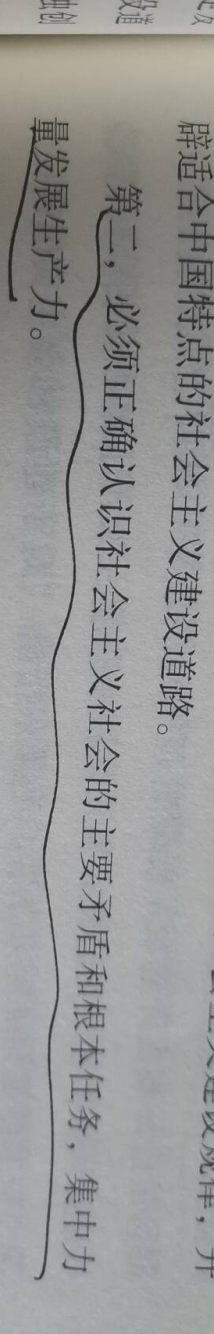 辟适合中国特点的社会主义建设道路。
第二，必须正确认识社会主义社会的主要矛盾和根本任务，集中力
量发展生产力。